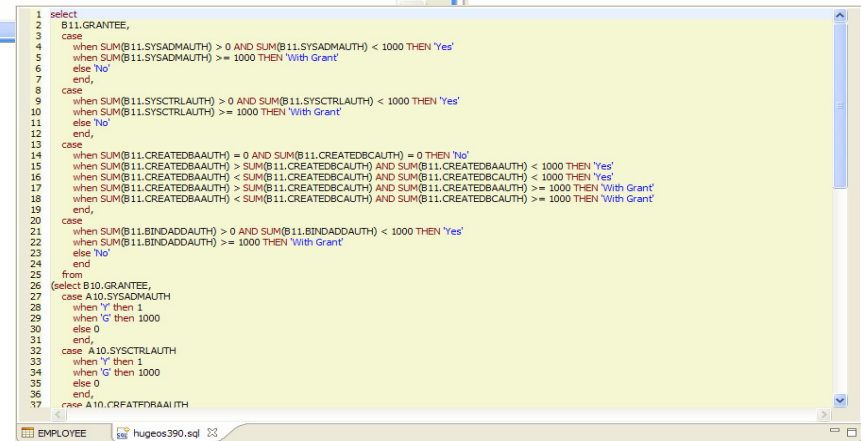 1 select
2 B11.GRANTEE,
3 case
4 when SUM(B11.SYSADMAUTH) > 0 AND SUM(B11.SYSADMAUTH) < 1000 THEN 'Yes'
5 when SUM(B11.SYSADMAUTH) >= 1000 THEN 'With Grant'
6 else 'No'
7 end,
8 case
9 when SUM(B11.SYSCTRLAUTH) > 0 AND SUM(B11.SYSCTRLAUTH) < 1000 THEN 'Yes'
10 when SUM(B11.SYSCTRLAUTH) >= 1000 THEN 'With Grant'
11 else 'No'
12 end,
13 case
14 when SUM(B11.CREATEDBAAUTH) = 0 AND SUM(B11.CREATEDBCAUTH) = 0 THEN 'No'
15 when SUM(B11.CREATEDBAAUTH) > SUM(B11.CREATEDBCAUTH) AND SUM(B11.CREATEDBAAUTH) < 1000 THEN 'Yes'
16 when SUM(B11.CREATEDBAAUTH) < SUM(B11.CREATEDBCAUTH) AND SUM(B11.CREATEDBCAUTH) < 1000 THEN 'Yes'
17 when SUM(B11.CREATEDBAAUTH) > SUM(B11.CREATEDBCAUTH) AND SUM(B11.CREATEDBAAUTH) >= 1000 THEN 'With Grant'
18 when SUM(B11.CREATEDBAAUTH) < SUM(B11.CREATEDBCAUTH) AND SUM(B11.CREATEDBCAUTH) >= 1000 THEN 'With Grant'
19 end,
20 case
21 when SUM(B11.BINDADDAUTH) > 0 AND SUM(B11.BINDADDAUTH) < 1000 THEN 'Yes'
22 when SUM(B11.BINDADDAUTH) >= 1000 THEN 'With Grant'
23 else 'No'
24 end
25 from
26 (select B10.GRANTEE,
27 case A10.SYSADMAUTH
28 when 'Y' then 1
29 when 'G' then 1000
30 else 0
31 end,
32 case A10.SYSCTRLAUTH
33 when 'Y' then 1
34 when 'G' then 1000
35 else 0
36 end,
37 case A10.CREATEDBAAUTH
EMPLOYEE hugeos390.sql